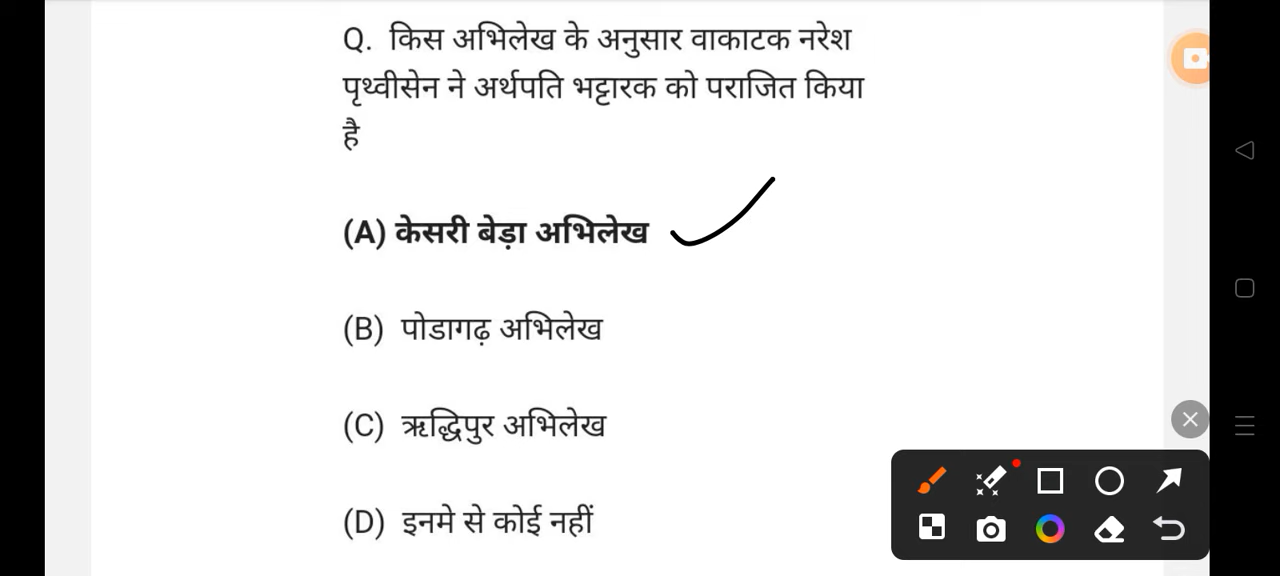 Q. किस अभिलेख के अनुसार वाकाटक नरेश
पृथ्वीसेन ने अर्थपति भट्टारक को पराजित किया
है
(A) केसरी बेड़ा अभिलेख
(B) पोडागढ़ अभिलेख
(C) ऋद्धिपुर अभिलेख
(D) इनमे से कोई नहीं